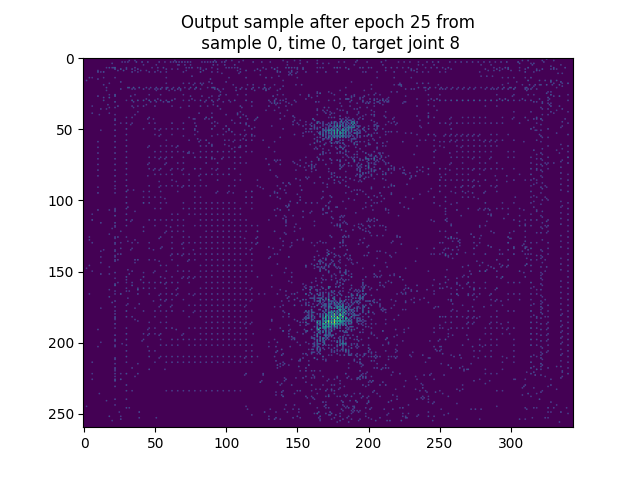 Output sample after epoch 25 from
sample 0, time 0, target joint 8
0
50
100
150
200
250
0 50 100 150 200 250 300